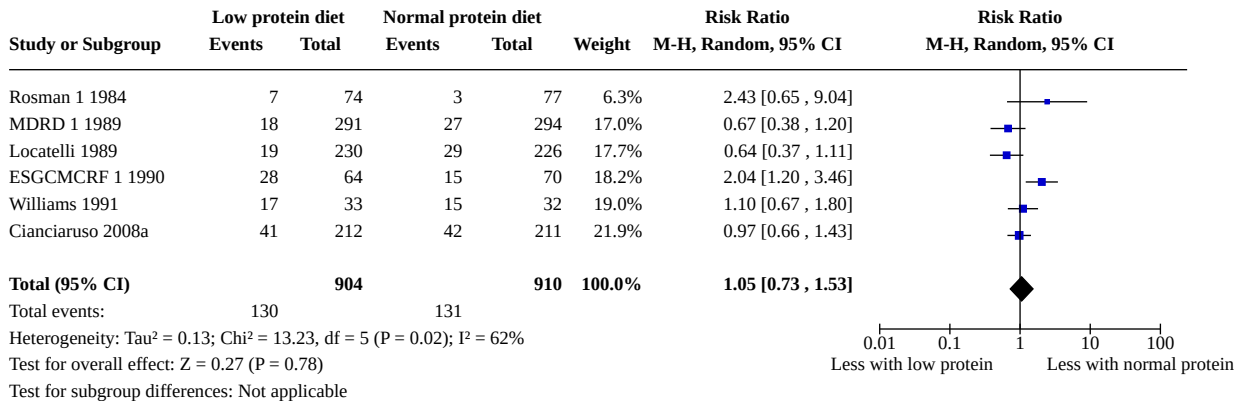 Low protein diet Normal protein diet Risk Ratio Risk Ratio
Study or Subgroup Events Total Events Total Weight M-H, Random, 95% CI M-H, Random, 95% CI
Rosman 1 1984 7 74 3 77 6.3% 2.43 [0.65 , 9.04]
MDRD 1 1989 18 291 27 294 17.0% 0.67 [0.38 , 1.20]
Locatelli 1989 19 230 29 226 17.7% 0.64 [0.37 , 1.11]
ESGCMCRF 1 1990 28 64 15 70 18.2% 2.04 [1.20 , 3.46]
Williams 1991 17 33 15 32 19.0% 1.10 [0.67 , 1.80]
Cianciaruso 2008a 41 212 42 211 21.9% 0.97 [0.66 , 1.43]
Total (95% CI) 904 910 100.0% 1.05 [0.73 , 1.53]
Total events: 130 131
Heterogeneity: Tau² = 0.13; Chi² = 13.23, df = 5 (P = 0.02); I² = 62%
0.01 0.1 1 10 100
Test for overall effect: Z = 0.27 (P = 0.78) Less with low protein Less with normal protein
Test for subgroup differences: Not applicable